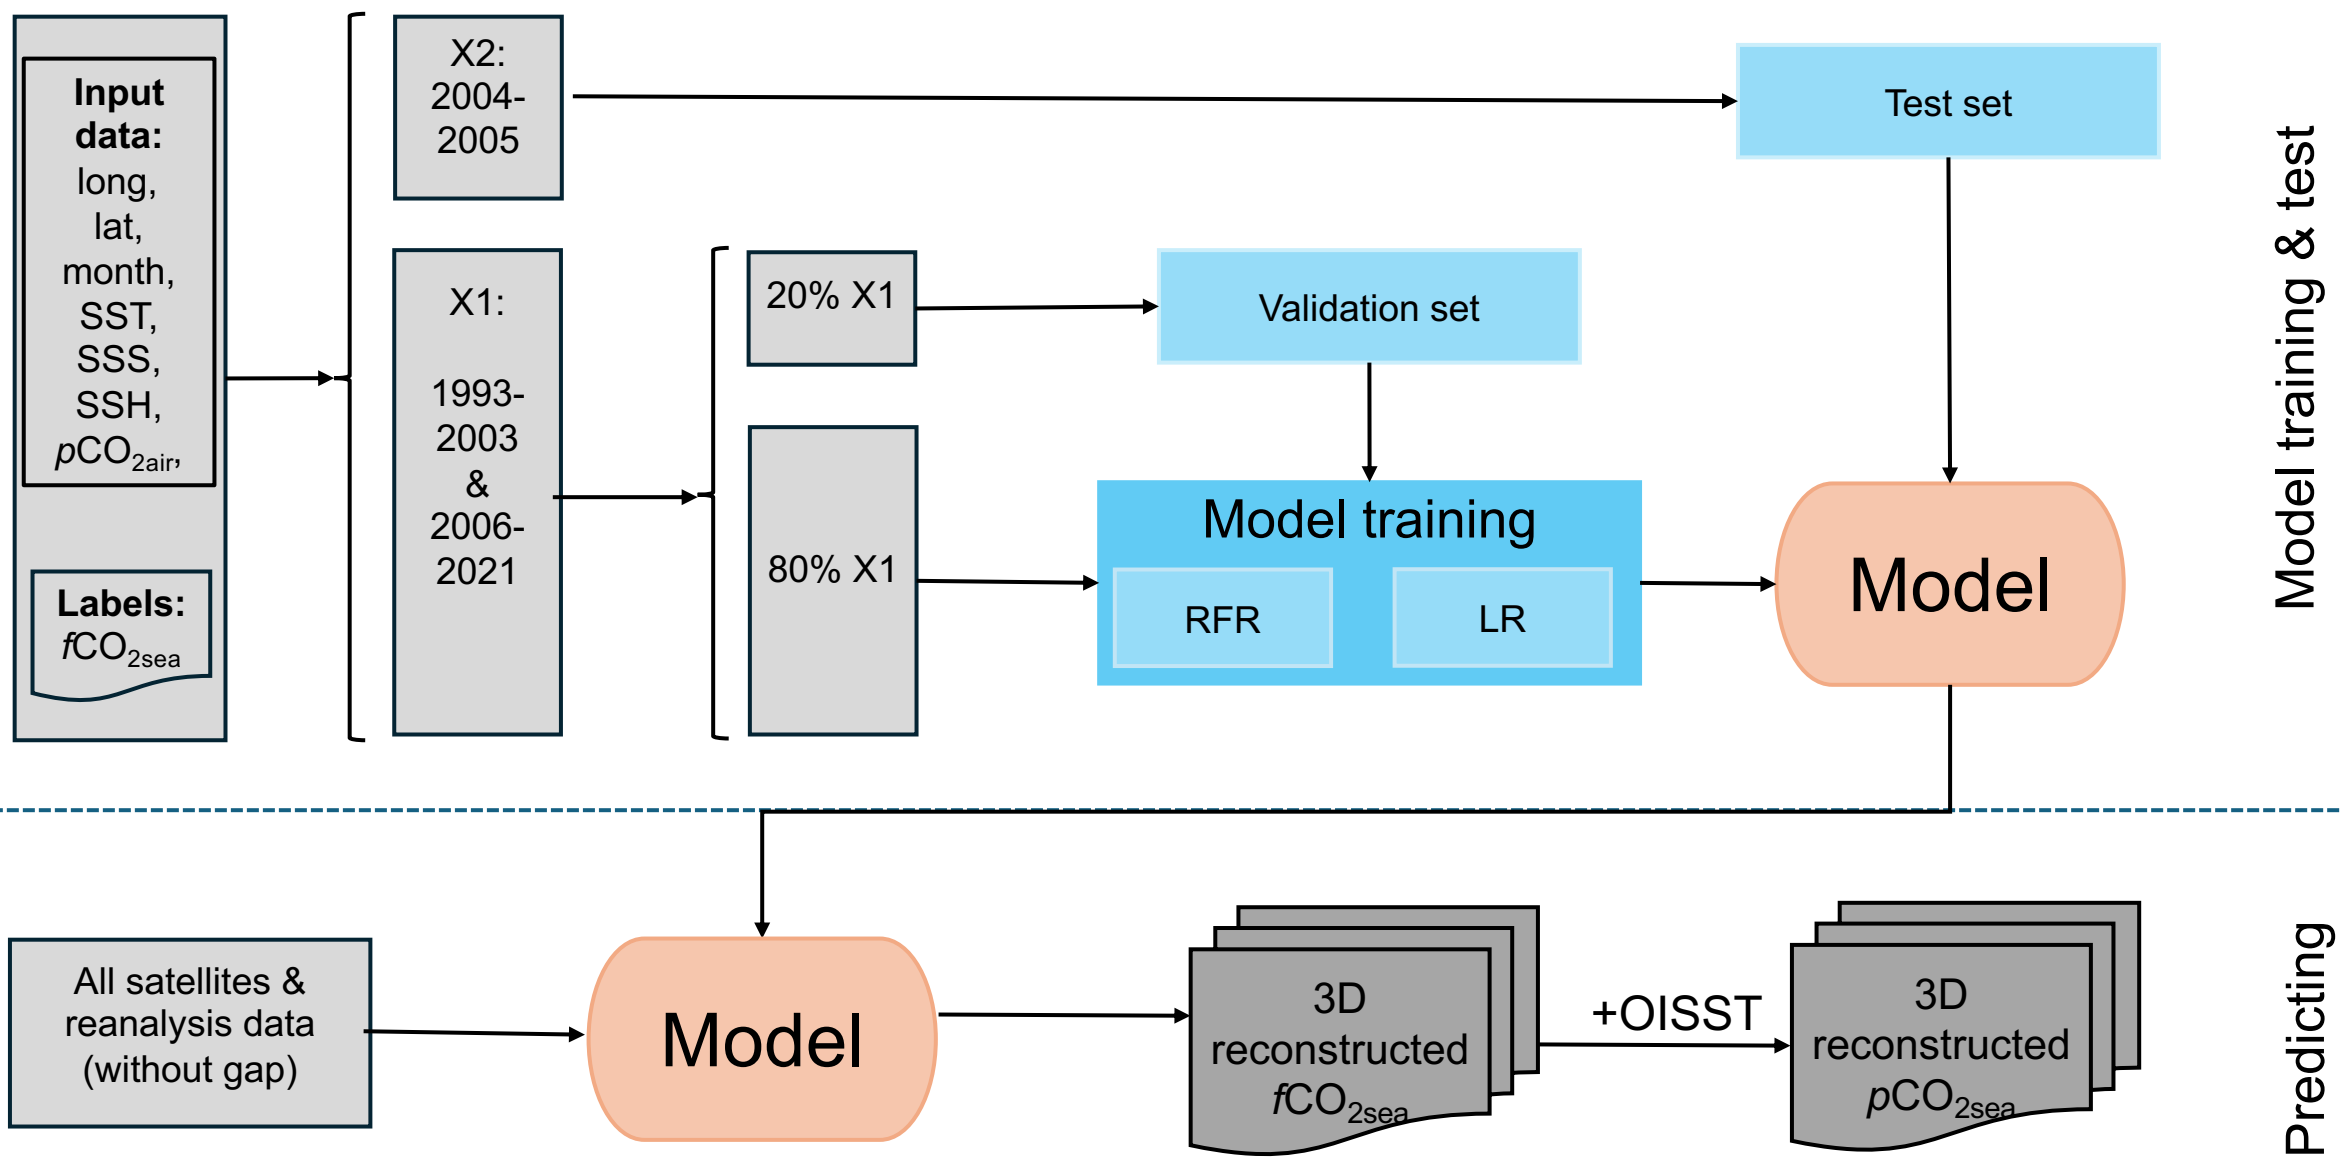 Input
data:
long,
lat,
month,
SST,
SSS,
SSH,
pCO2air,
Labels:
fCO2sea
X2:
2004-
2005
X1:
1993-
2003
&
2006-
2021
20% X1
80% X1
Validation set
Test set
Model training
RFR
LR
Model
Model training & test
All satellites &
reanalysis data
(without gap)
Model
3D
reconstructed
fCO2sea
+OISST
3D
reconstructed
pCO2sea
Predicting